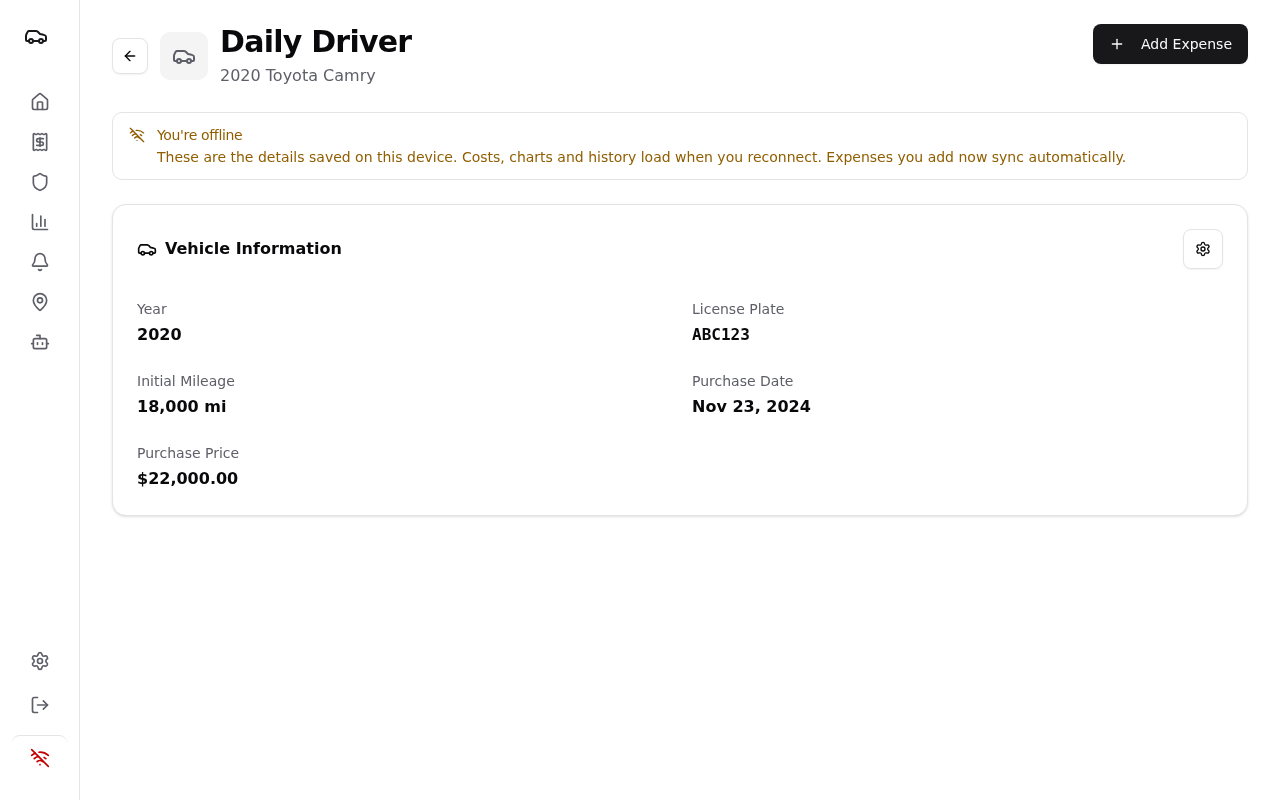 Daily Driver
2020 Toyota Camry
Add Expense
You're offline
These are the details saved on this device. Costs, charts and history load when you reconnect. Expenses you add now sync automatically.
Vehicle Information
Year
2020
License Plate
ABC123
Initial Mileage
18,000 mi
Purchase Date
Nov 23, 2024
Purchase Price
$22,000.00